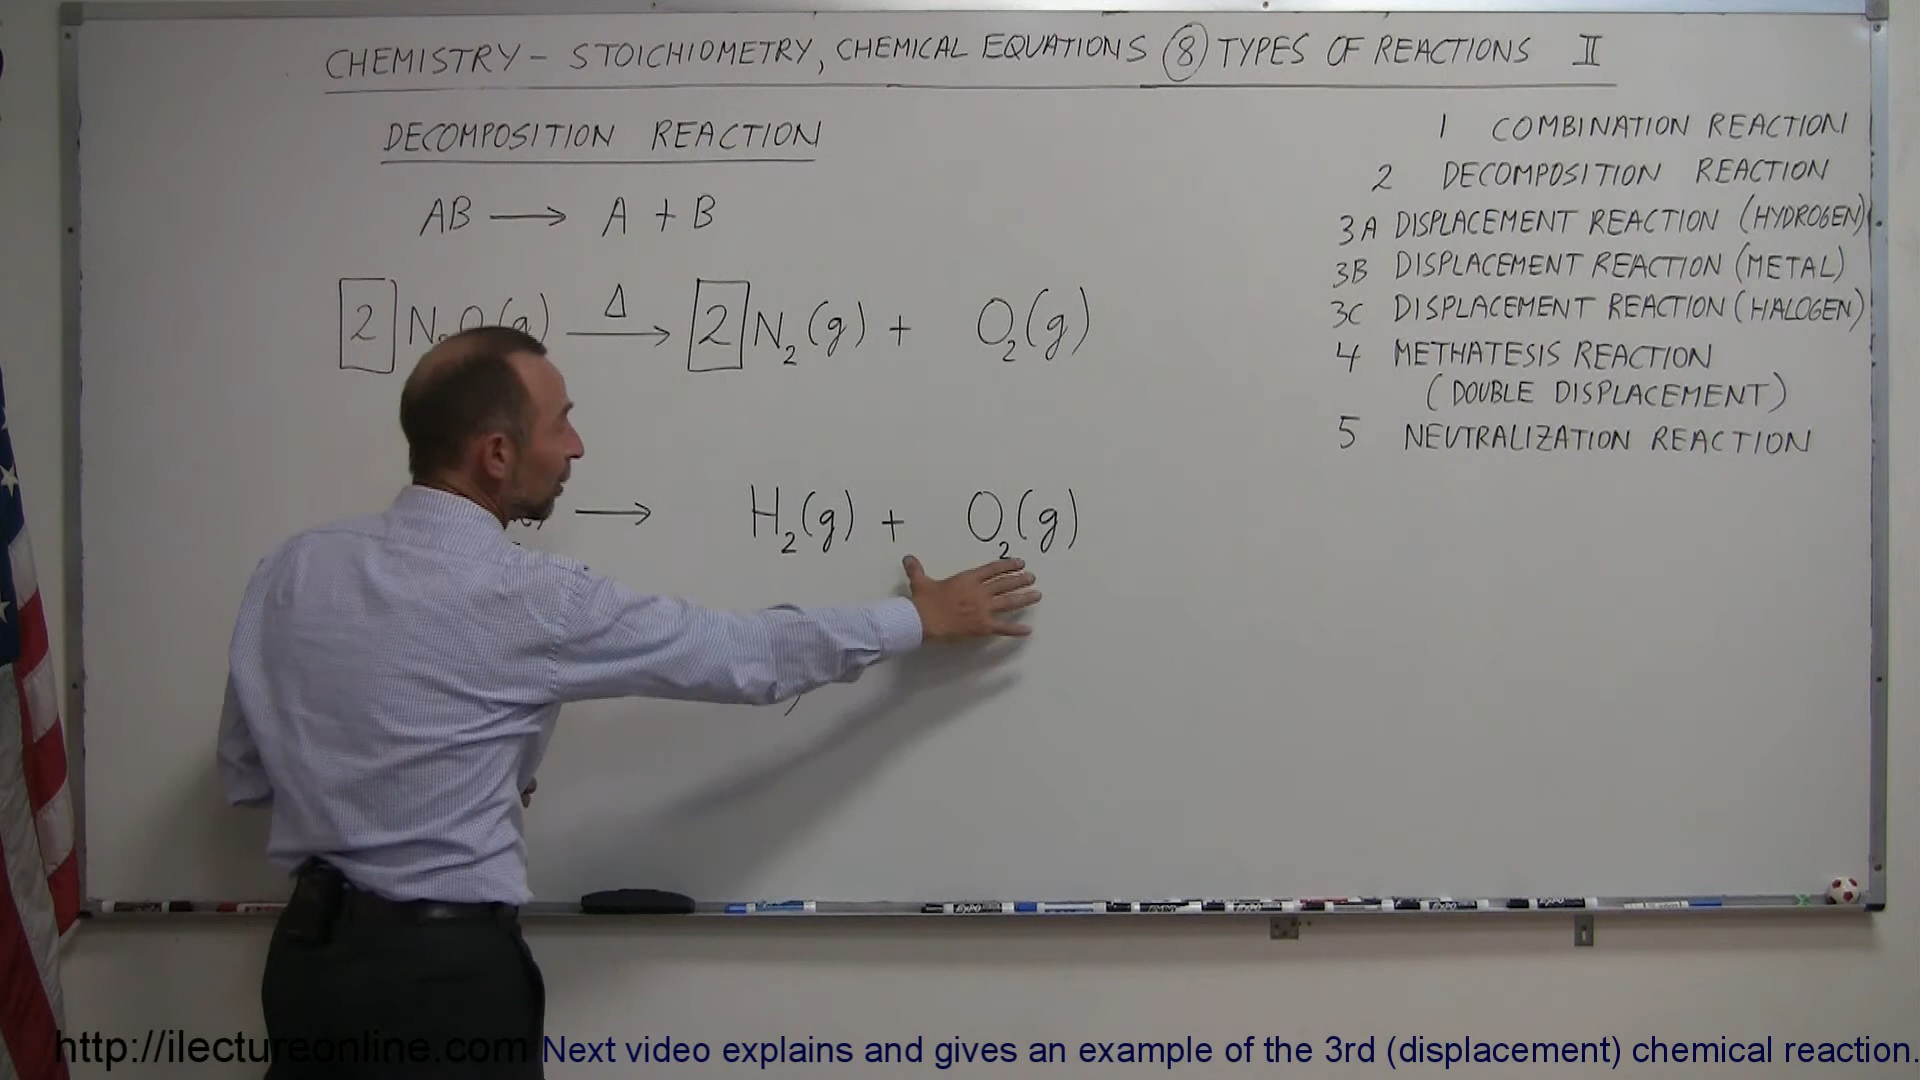 CHEMISTRY – STOICHIOMETRY, CHEMICAL EQUATIONS 8 TYPES OF REACTIONS II
DECOMPOSITION REACTION
AB ⟶ A + B
2 N₂O(g) Δ⟶ 2 N₂(g) + O₂(g)
⟶ H₂(g) + O₂(g)
1 COMBINATION REACTION
2 DECOMPOSITION REACTION
3A DISPLACEMENT REACTION (HYDROGEN)
3B DISPLACEMENT REACTION (METAL)
3C DISPLACEMENT REACTION (HALOGEN)
4 METHATESIS REACTION
(DOUBLE DISPLACEMENT)
5 NEUTRALIZATION REACTION
http://ilectureonline.com Next video explains and gives an example of the 3rd (displacement) chemical reaction.